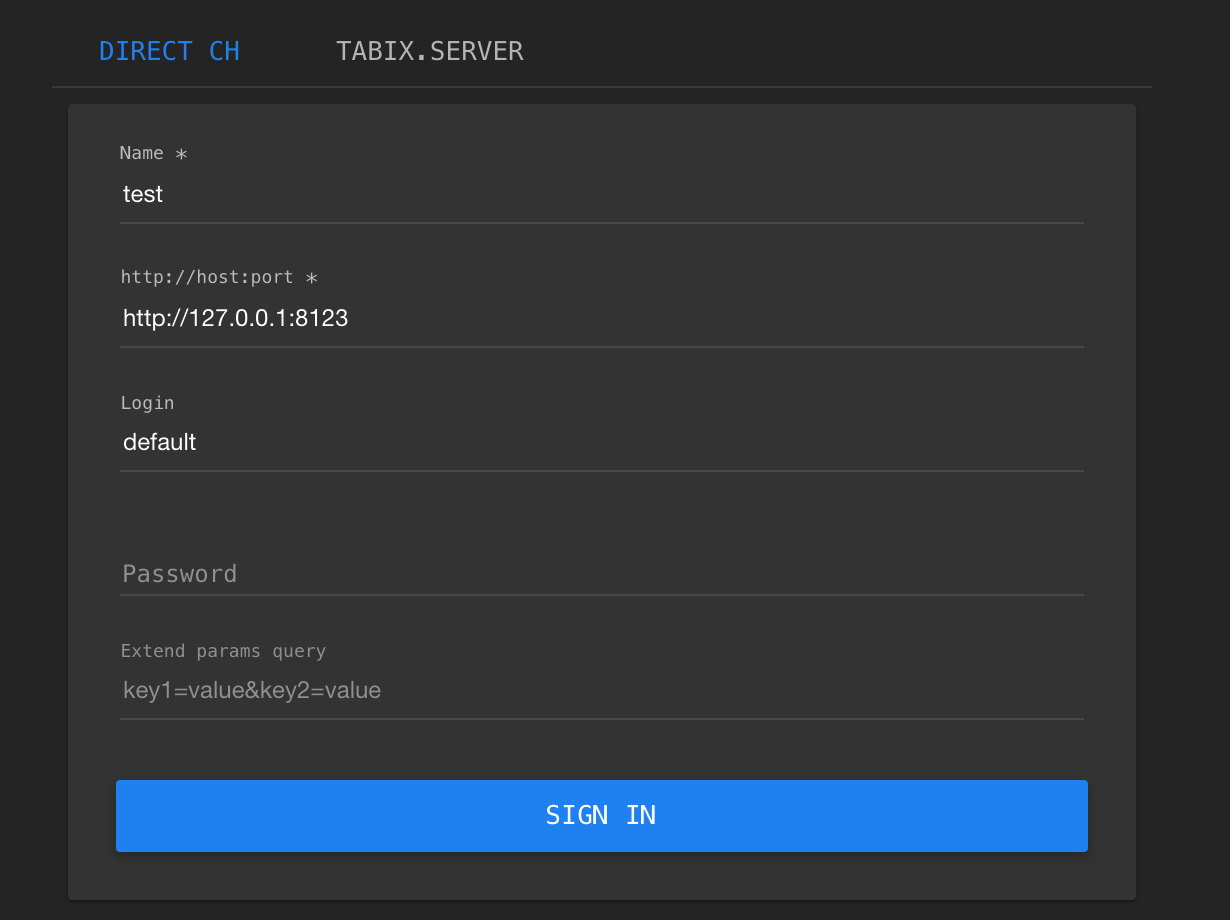 DIRECT CH TABIX.SERVER
Name *
test
http://host:port *
http://127.0.0.1:8123
Login
default
Password
Extend params query
key1=value&key2=value
SIGN IN